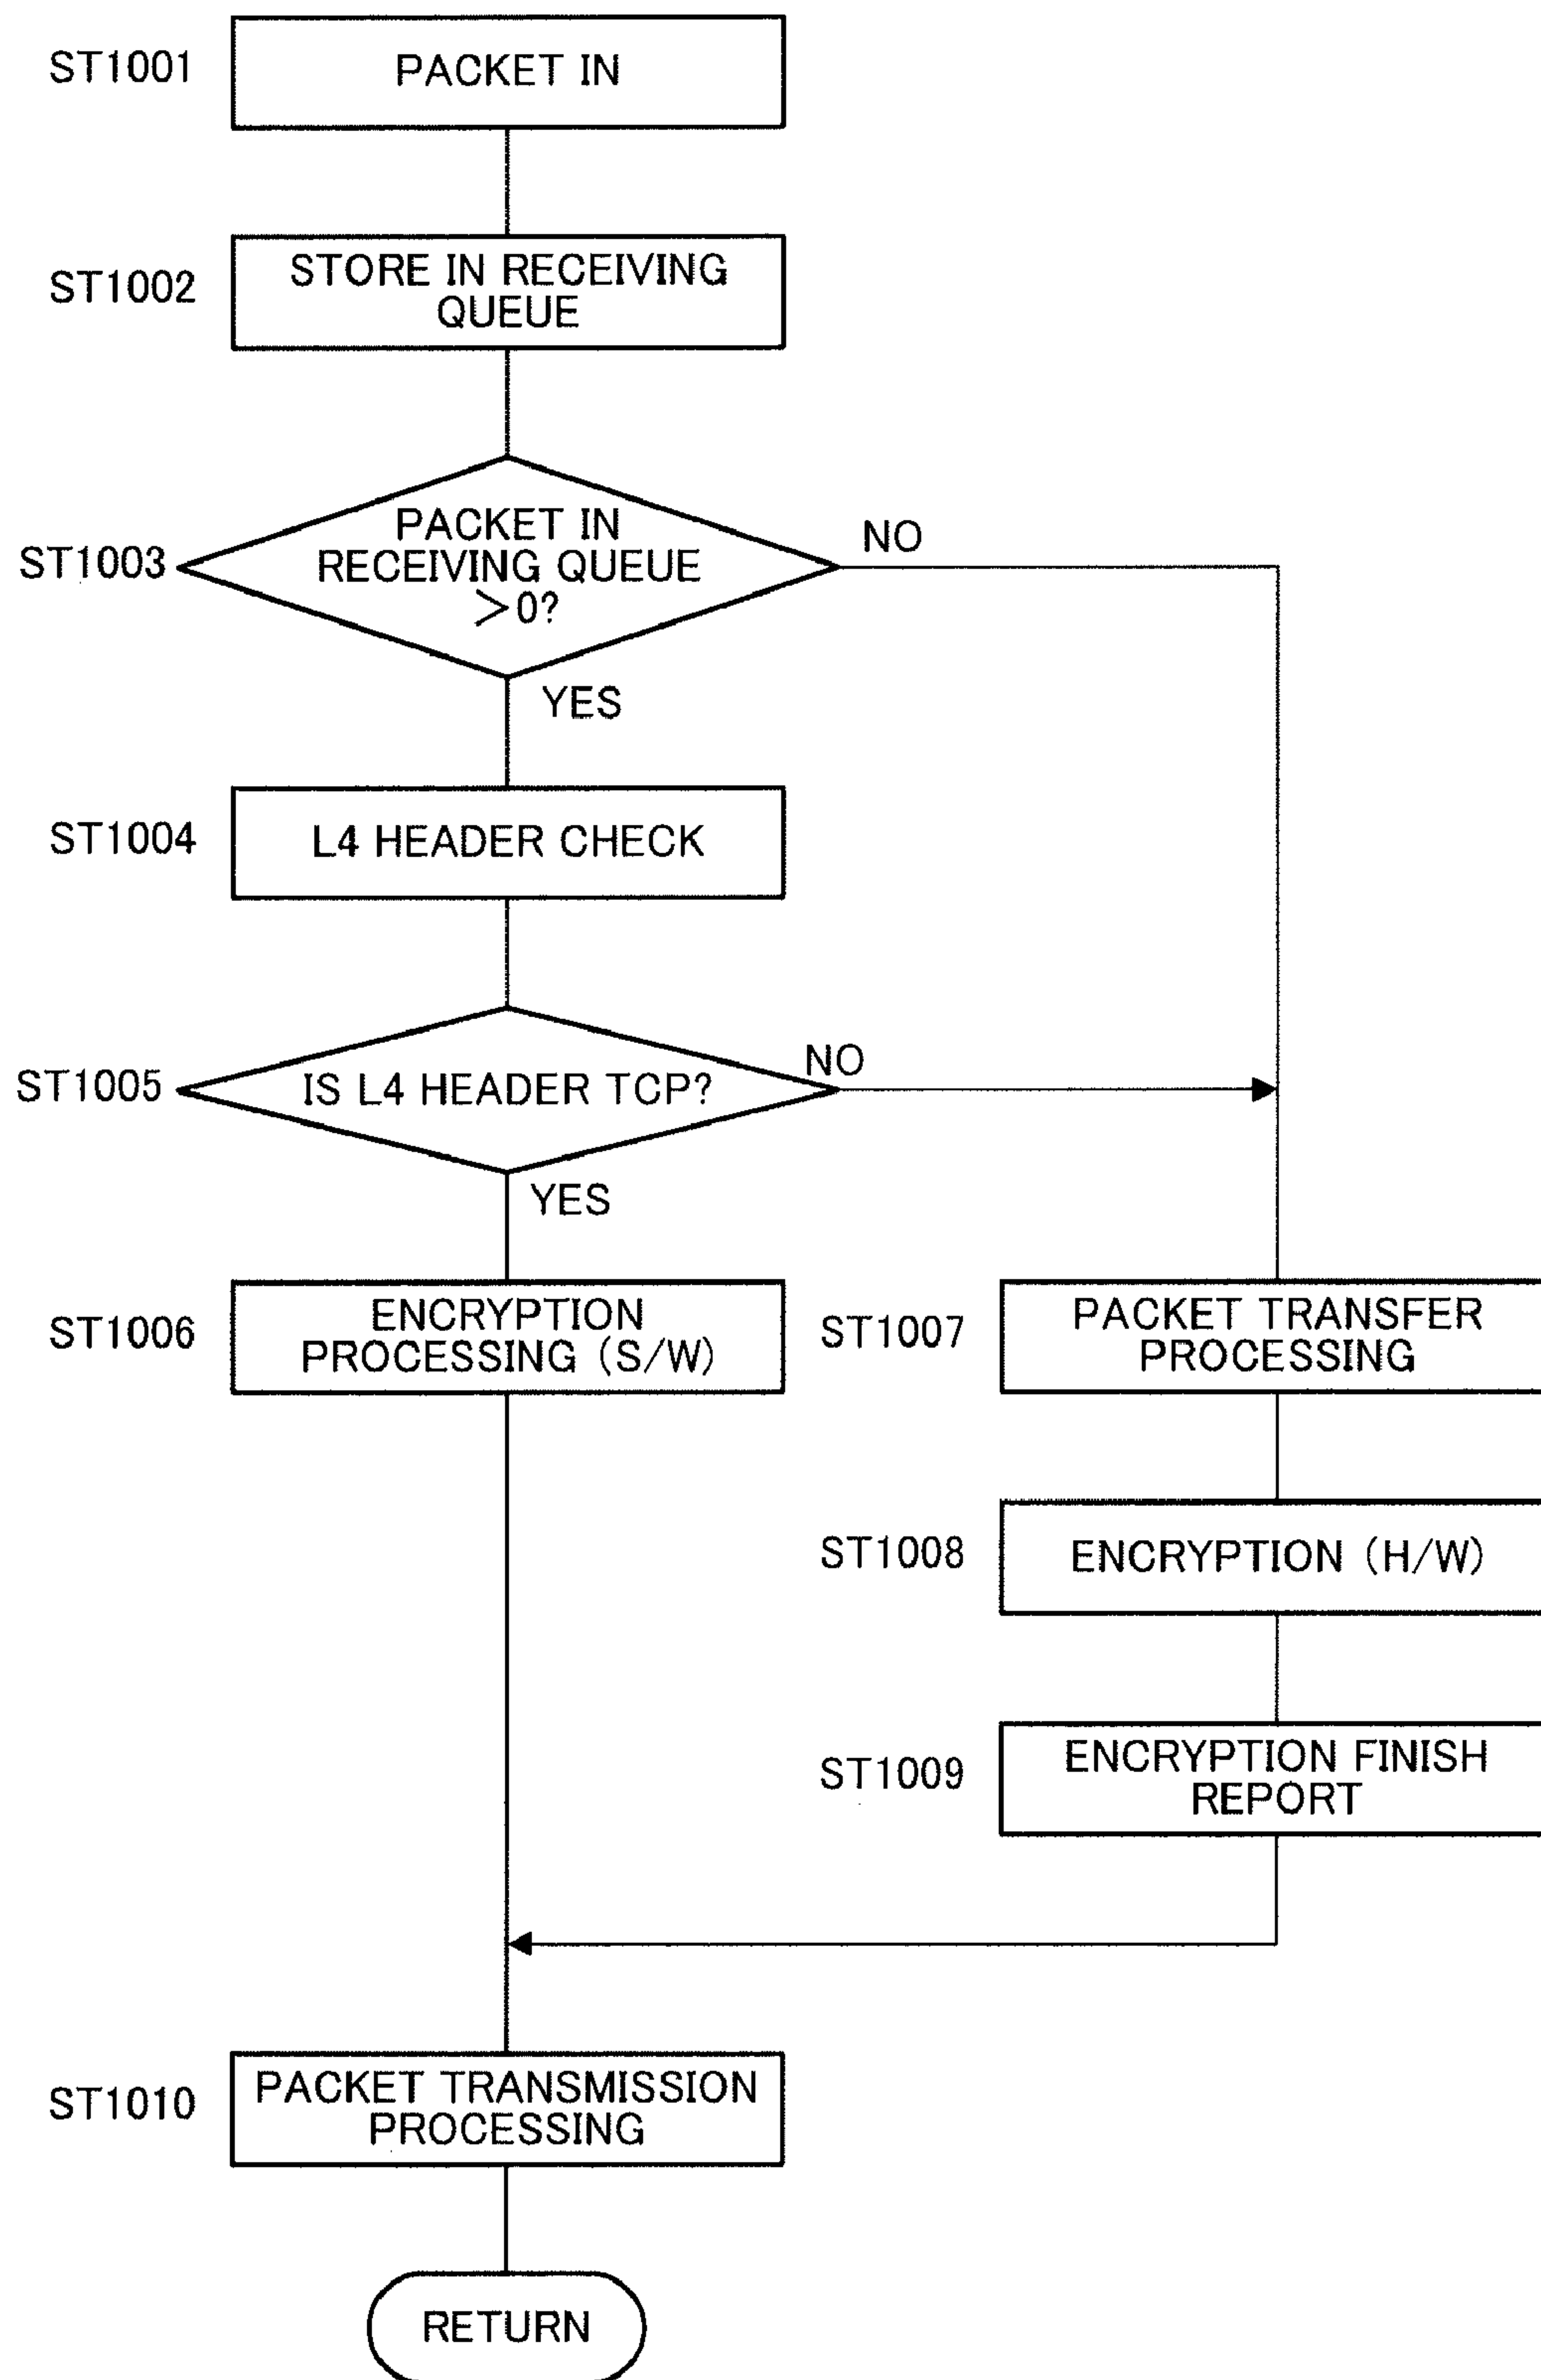 ST1001
PACKET IN
ST1002
STORE IN RECEIVING
QUEUE
ST1003
PACKET IN
RECEIVING QUEUE
>0?
NO
YES
ST1004
L4 HEADER CHECK
ST1005
IS L4 HEADER TCP?
NO
YES
ST1006
ENCRYPTION
PROCESSING (S/W)
ST1007
PACKET TRANSFER
PROCESSING
ST1008
ENCRYPTION (H/W)
ST1009
ENCRYPTION FINISH
REPORT
ST1010
PACKET TRANSMISSION
PROCESSING
RETURN